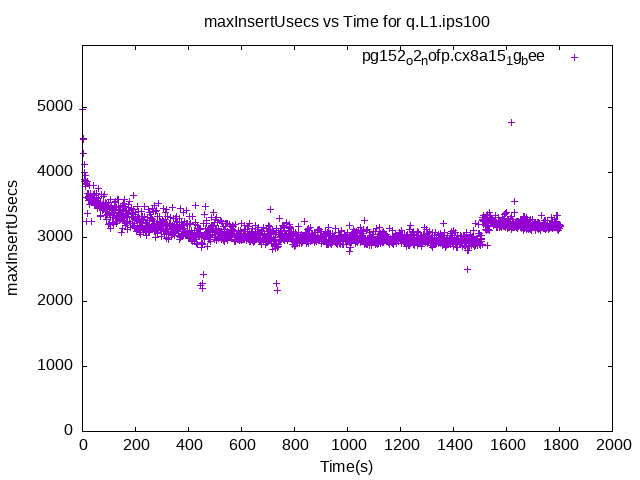 maxInsertUsecs vs Time for q.L1.ips100
pg152_o2_nofp.cx8a15_1g_bee
maxInsertUsecs
5000
4000
3000
2000
1000
0
0 200 400 600 800 1000 1200 1400 1600 1800 2000
Time(s)